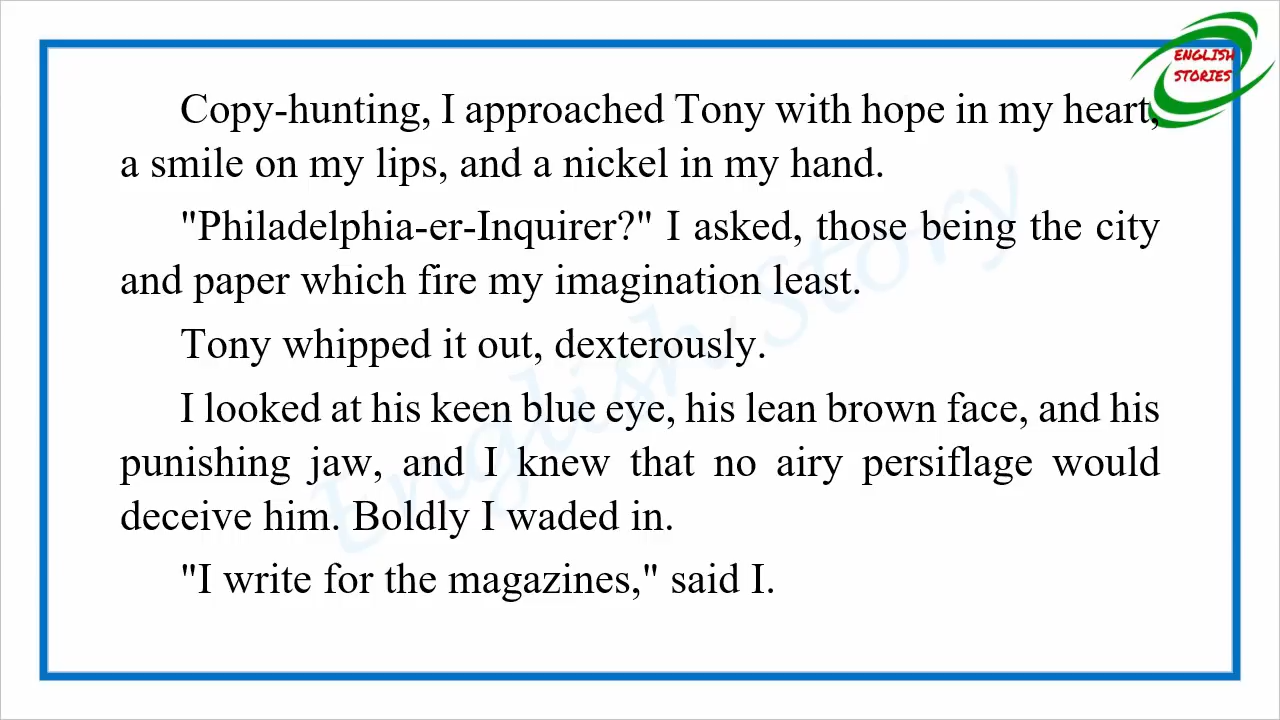 ENGLISH
STORIES
Copy-hunting, I approached Tony with hope in my heart,
a smile on my lips, and a nickel in my hand.
"Philadelphia-er-Inquirer?" I asked, those being the city
and paper which fire my imagination least.
Tony whipped it out, dexterously.
I looked at his keen blue eye, his lean brown face, and his
punishing jaw, and I knew that no airy persiflage would
deceive him. Boldly I waded in.
"I write for the magazines," said I.
English Story